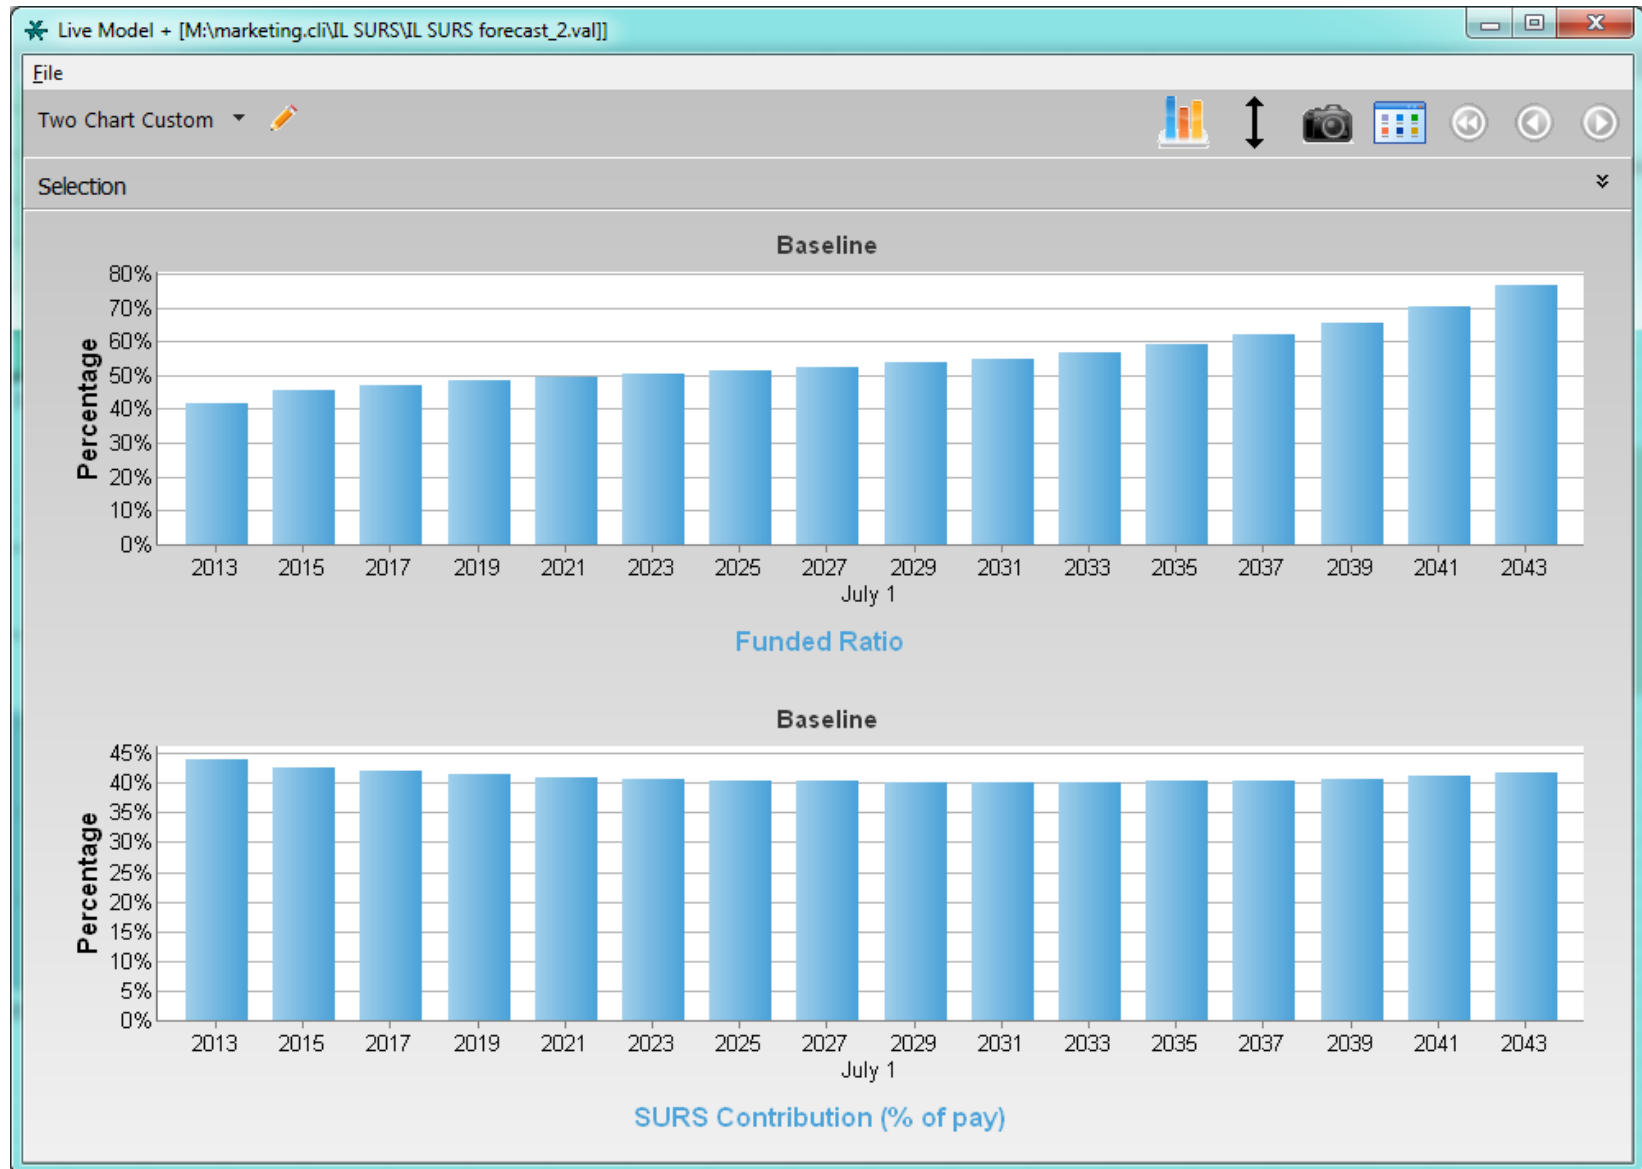 Live Model + [M:\marketing.cli\IL SURS\IL SURS forecast_2.val]]
File
Two Chart Custom
Selection
Baseline
80%
70%
60%
50%
40%
30%
20%
10%
0%
Percentage
2013 2015 2017 2019 2021 2023 2025 2027 2029 2031 2033 2035 2037 2039 2041 2043
July 1
Funded Ratio
Baseline
45%
40%
35%
30%
25%
20%
15%
10%
5%
0%
Percentage
2013 2015 2017 2019 2021 2023 2025 2027 2029 2031 2033 2035 2037 2039 2041 2043
July 1
SURS Contribution (% of pay)